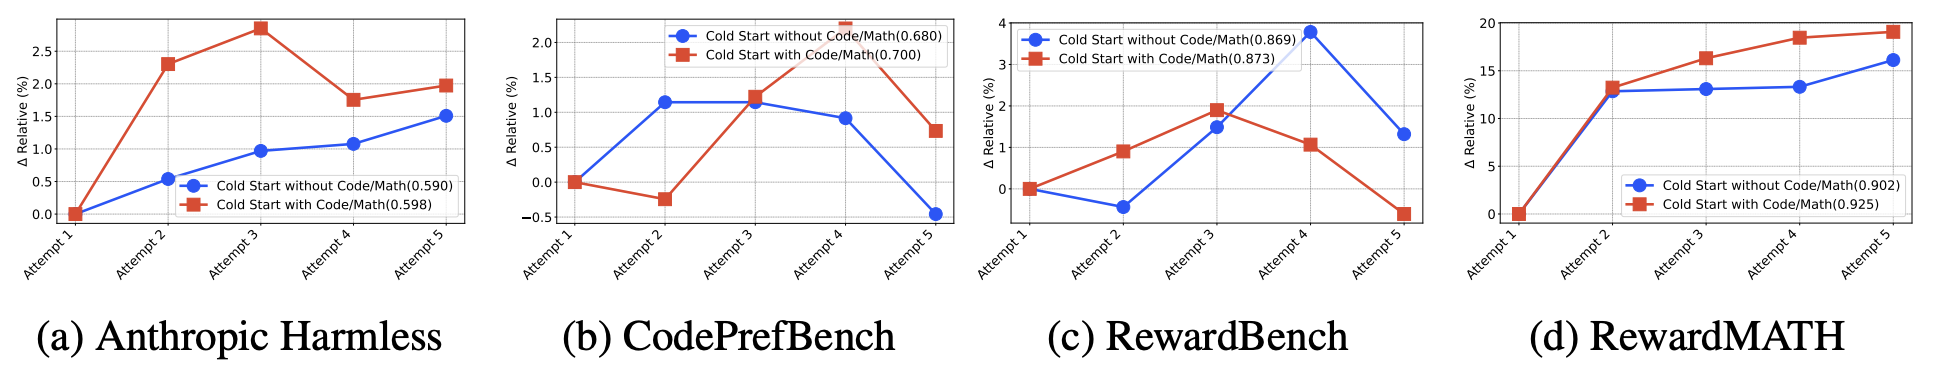 Δ Relative (%)
2.5
2.0
1.5
1.0
0.5
0.0
Cold Start without Code/Math(0.590)
Cold Start with Code/Math(0.598)
Attempt 1
Attempt 2
Attempt 3
Attempt 4
Attempt 5
(a) Anthropic Harmless
Δ Relative (%)
2.0
1.5
1.0
0.5
0.0
−0.5
Cold Start without Code/Math(0.680)
Cold Start with Code/Math(0.700)
Attempt 1
Attempt 2
Attempt 3
Attempt 4
Attempt 5
(b) CodePrefBench
Δ Relative (%)
4
3
2
1
0
Cold Start without Code/Math(0.869)
Cold Start with Code/Math(0.873)
Attempt 1
Attempt 2
Attempt 3
Attempt 4
Attempt 5
(c) RewardBench
Δ Relative (%)
20
15
10
5
0
Cold Start without Code/Math(0.902)
Cold Start with Code/Math(0.925)
Attempt 1
Attempt 2
Attempt 3
Attempt 4
Attempt 5
(d) RewardMATH